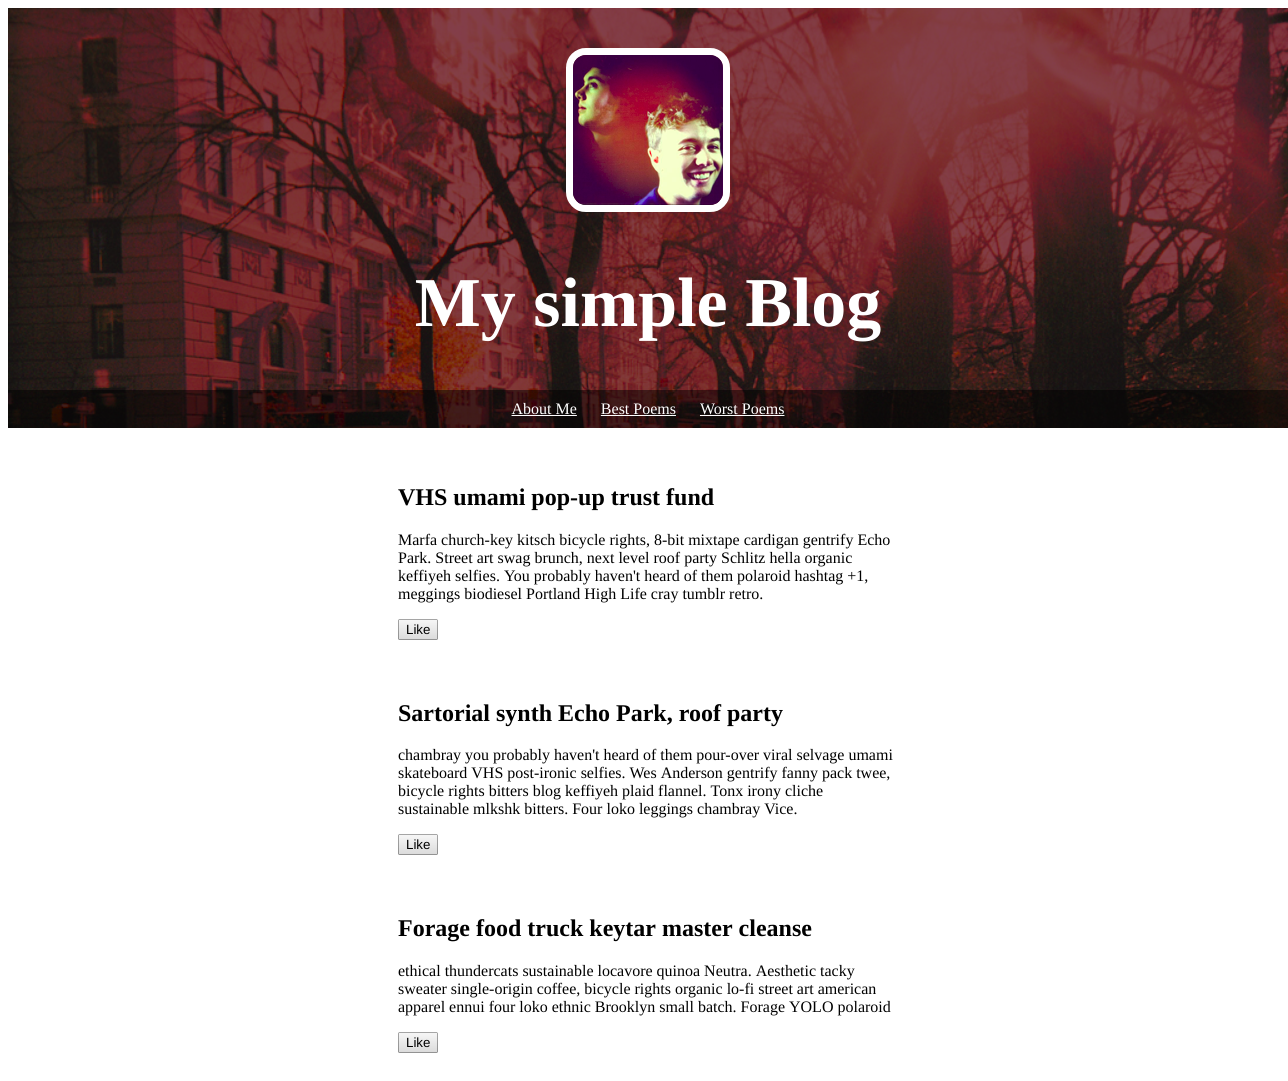 My simple Blog
About Me Best Poems Worst Poems
VHS umami pop-up trust fund
Marfa church-key kitsch bicycle rights, 8-bit mixtape cardigan gentrify Echo
Park. Street art swag brunch, next level roof party Schlitz hella organic
keffiyeh selfies. You probably haven't heard of them polaroid hashtag +1,
meggings biodiesel Portland High Life cray tumblr retro.
Like
Sartorial synth Echo Park, roof party
chambray you probably haven't heard of them pour-over viral selvage umami
skateboard VHS post-ironic selfies. Wes Anderson gentrify fanny pack twee,
bicycle rights bitters blog keffiyeh plaid flannel. Tonx irony cliche
sustainable mlkshk bitters. Four loko leggings chambray Vice.
Like
Forage food truck keytar master cleanse
ethical thundercats sustainable locavore quinoa Neutra. Aesthetic tacky
sweater single-origin coffee, bicycle rights organic lo-fi street art american
apparel ennui four loko ethnic Brooklyn small batch. Forage YOLO polaroid
Like